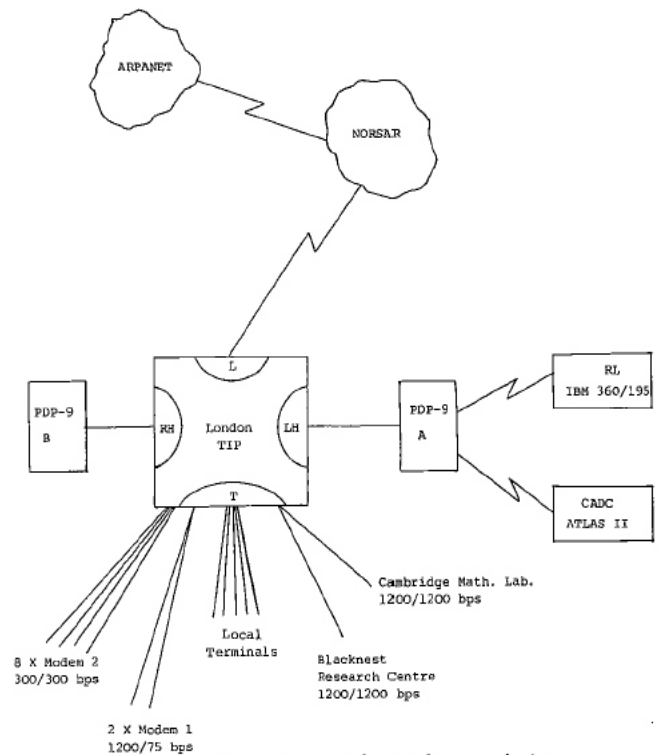 ARPANET
NORSAR
L
RL
IBM 360/195
PDP-9
B
RH
London
TIP
LH
PDP-9
A
T
CADC
ATLAS II
Cambridge Math. Lab.
1200/1200 bps
Local
Terminals
Blacknest
Research Centre
1200/1200 bps
8 X Modem 2
300/300 bps
2 X Modem 1
1200/75 bps